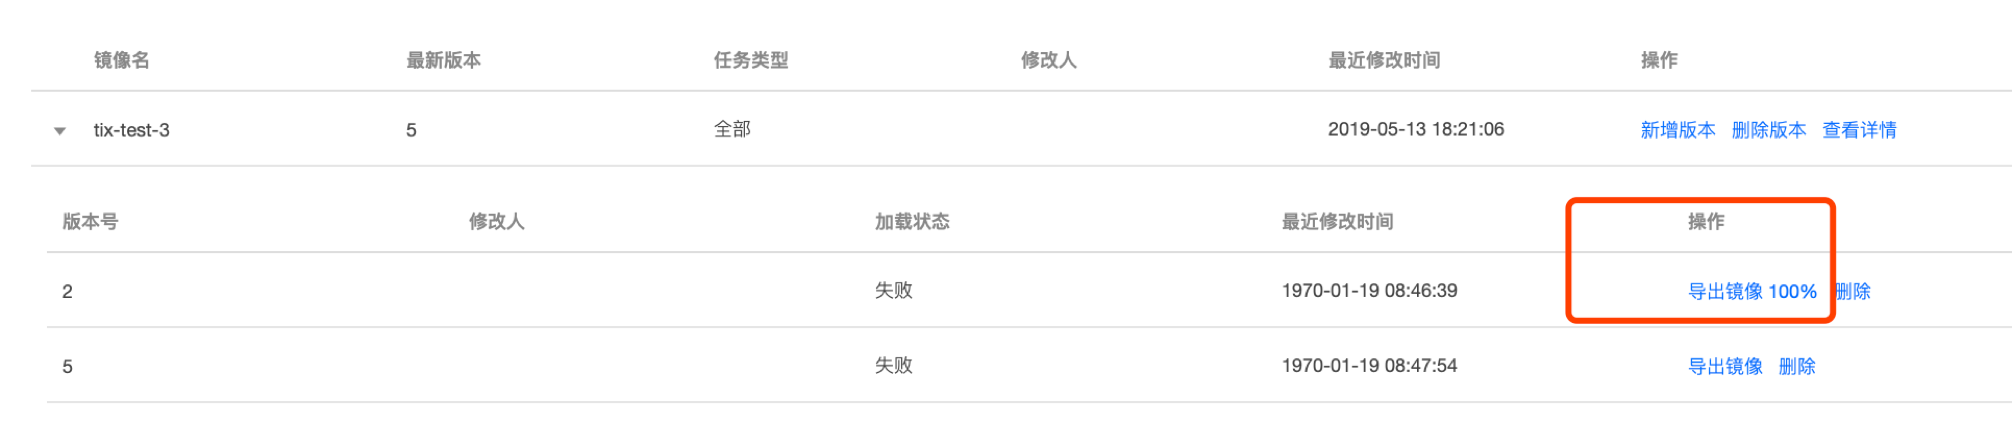 镜像名 最新版本 任务类型 修改人 最近修改时间 操作
tix-test-3 5 全部 2019-05-13 18:21:06 新增版本 删除版本 查看详情
版本号 修改人 加载状态 最近修改时间 操作
2 失败 1970-01-19 08:46:39 导出镜像 100% 删除
5 失败 1970-01-19 08:47:54 导出镜像 删除